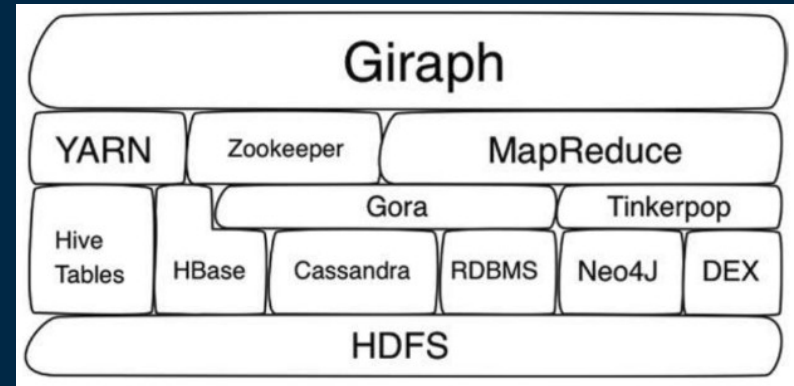 Giraph
YARN Zookeeper MapReduce
Gora Tinkerpop
Hive
Tables HBase Cassandra RDBMS Neo4J DEX
HDFS